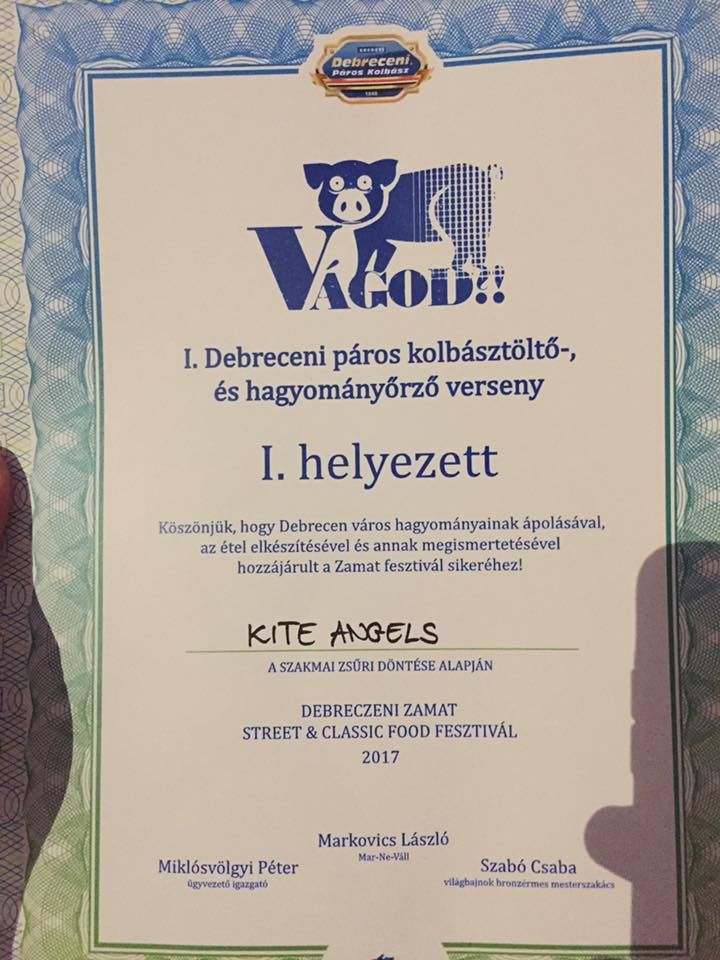 EREDETI
Debreceni
Páros Kolbász
VÁGOD!!
I. Debreceni páros kolbásztöltő-,
és hagyományőrző verseny
I. helyezett
Köszönjük, hogy Debrecen város hagyományainak ápolásával,
az étel elkészítésével és annak megismertetésével
hozzájárult a Zamat fesztivál sikeréhez!
KITE ANGELS
A SZAKMAI ZSŰRI DÖNTÉSE ALAPJÁN
DEBRECZENI ZAMAT
STREET & CLASSIC FOOD FESZTIVÁL
2017
Markovics László
Mar-Ne-Váll
Miklósvölgyi Péter
ügyvezető igazgató
Szabó Csaba
világbajnok bronzérmes mesterszakács